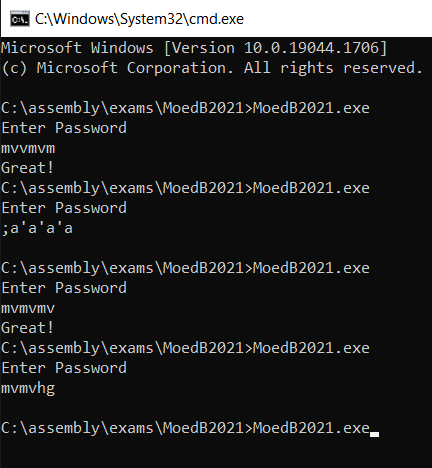 C:\Windows\System32\cmd.exe
Microsoft Windows [Version 10.0.19044.1706]
(c) Microsoft Corporation. All rights reserved.
C:\assembly\exams\MoedB2021>MoedB2021.exe
Enter Password
mvvmvm
Great!
C:\assembly\exams\MoedB2021>MoedB2021.exe
Enter Password
;a'a'a'a
C:\assembly\exams\MoedB2021>MoedB2021.exe
Enter Password
mvmvmv
Great!
C:\assembly\exams\MoedB2021>MoedB2021.exe
Enter Password
mvmvhg
C:\assembly\exams\MoedB2021>MoedB2021.exe